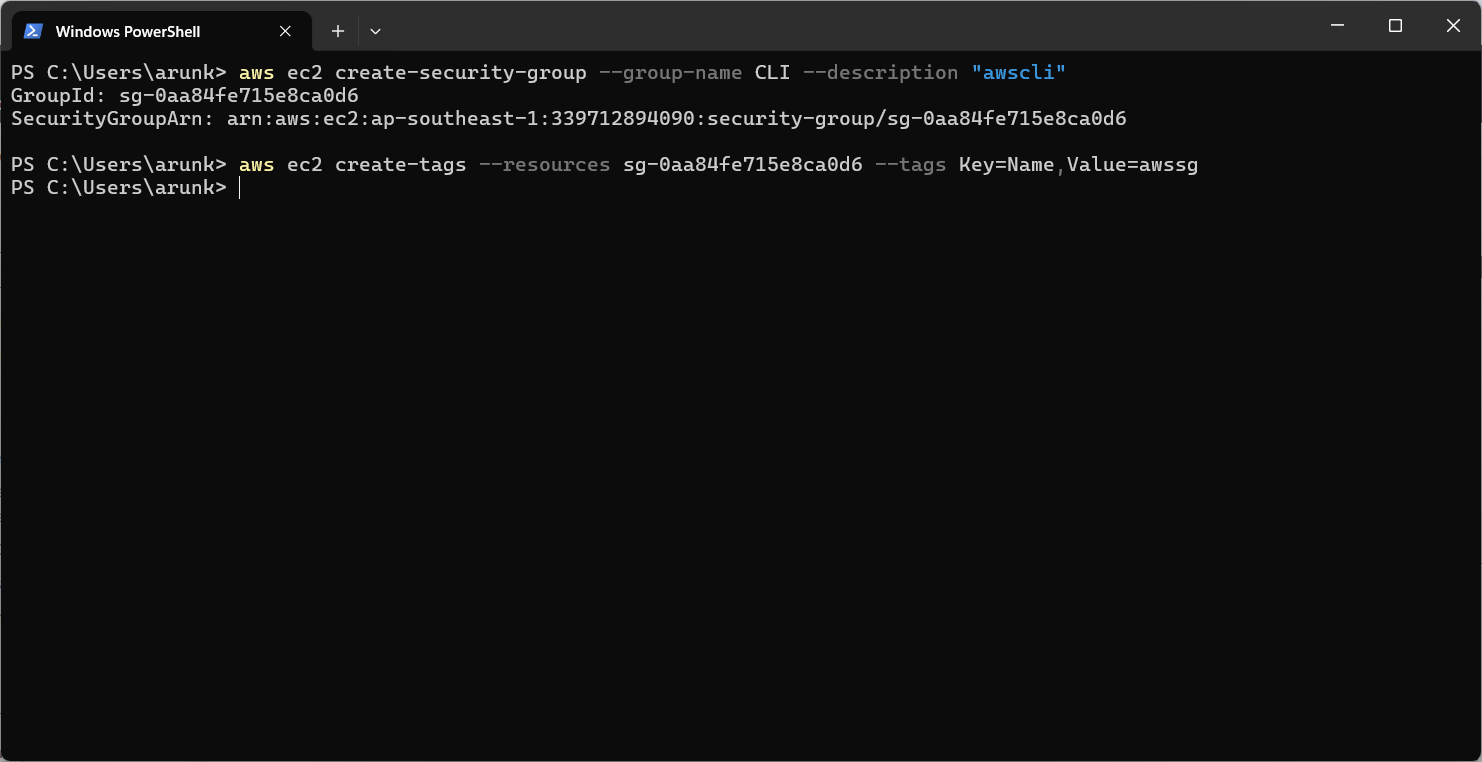 Windows PowerShell
PS C:\Users\arunk> aws ec2 create-security-group --group-name CLI --description "awscli"
GroupId: sg-0aa84fe715e8ca0d6
SecurityGroupArn: arn:aws:ec2:ap-southeast-1:339712894090:security-group/sg-0aa84fe715e8ca0d6
PS C:\Users\arunk> aws ec2 create-tags --resources sg-0aa84fe715e8ca0d6 --tags Key=Name,Value=awssg
PS C:\Users\arunk>